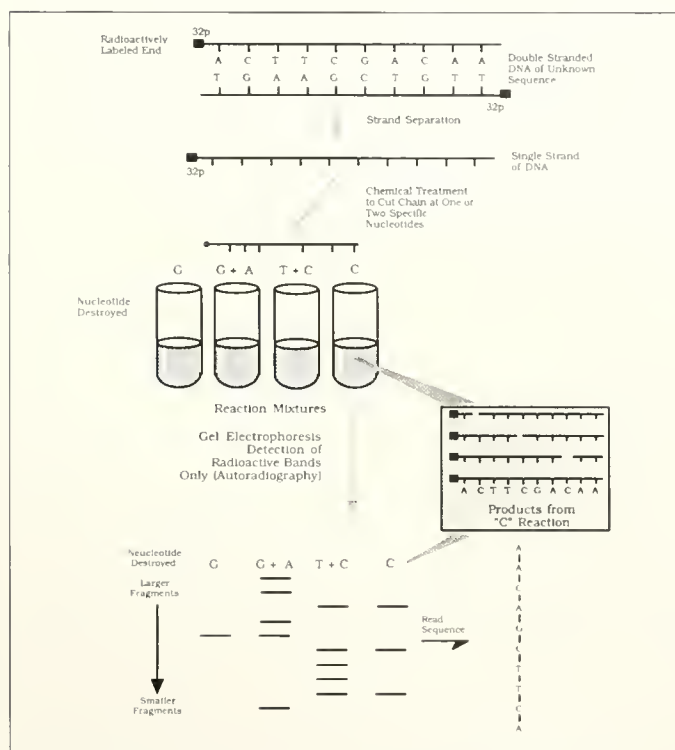 32p
Radioactively
Labeled End
A C T T C G A C A A
T G A A G C T G T T
Double Stranded
DNA of Unknown
Sequence
32p
Strand Separation
32p
Single Strand
of DNA
Chemical Treatment
to Cut Chain at One or
Two Specific
Nucleotides
G G + A T + C C
Nucleotide
Destroyed
Reaction Mixtures
Gel Electrophoresis
Detection of
Radioactive Bands
Only (Autoradiography)
A C T T C G A C A A
Products from
"C" Reaction
Neucleotide
Destroyed
G G + A T + C C
Larger
Fragments
Read
Sequence
Smaller
Fragments
A
A
C
A
G
C
T
T
C
A